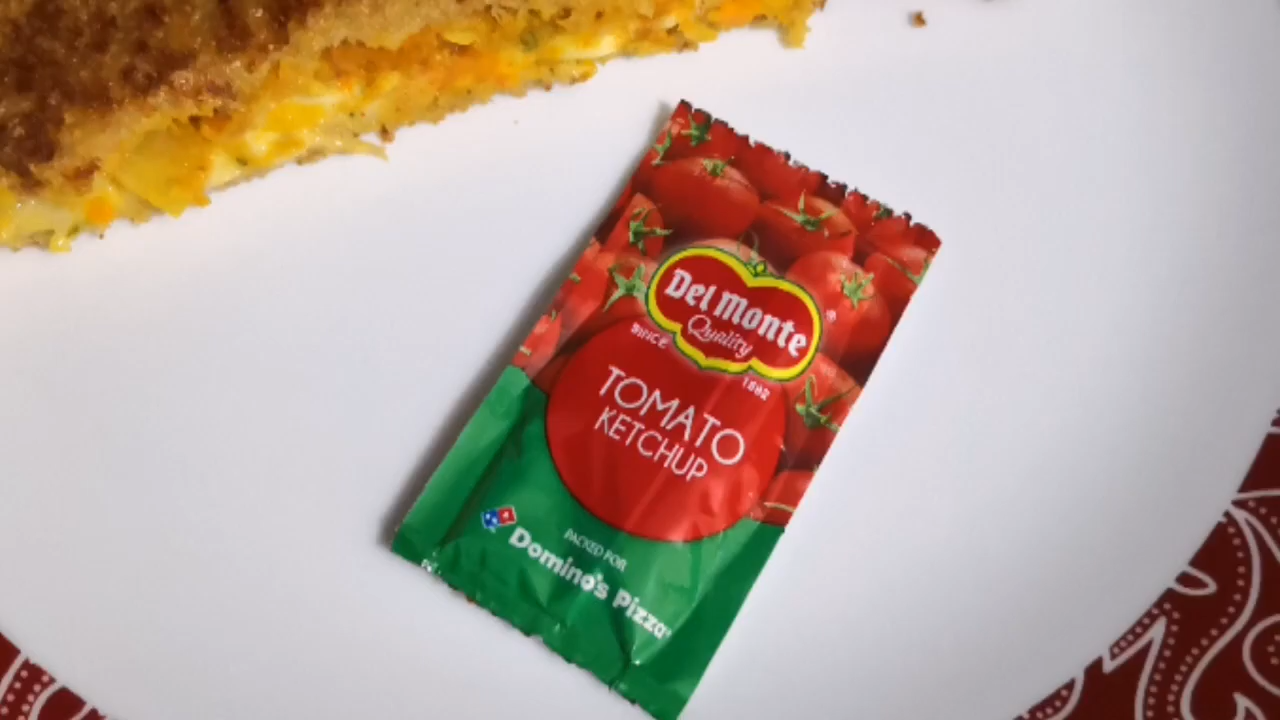 Del Monte
Quality
SINCE 1892
TOMATO
KETCHUP
PACKED FOR
Domino's Pizza